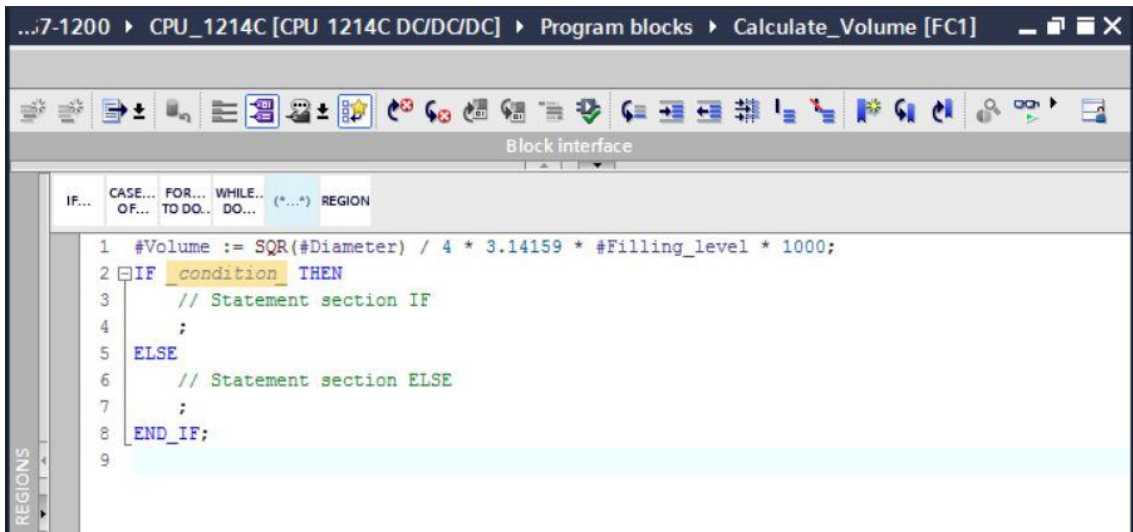 ...7-1200 ▸ CPU_1214C [CPU 1214C DC/DC/DC] ▸ Program blocks ▸ Calculate_Volume [FC1]
Block interface
IF... CASE... OF... FOR... TO DO.. WHILE.. DO... (*...*) REGION
1 #Volume := SQR(#Diameter) / 4 * 3.14159 * #Filling_level * 1000;
2 IF _condition_ THEN
3 // Statement section IF
4 ;
5 ELSE
6 // Statement section ELSE
7 ;
8 END_IF;
9
REGIONS